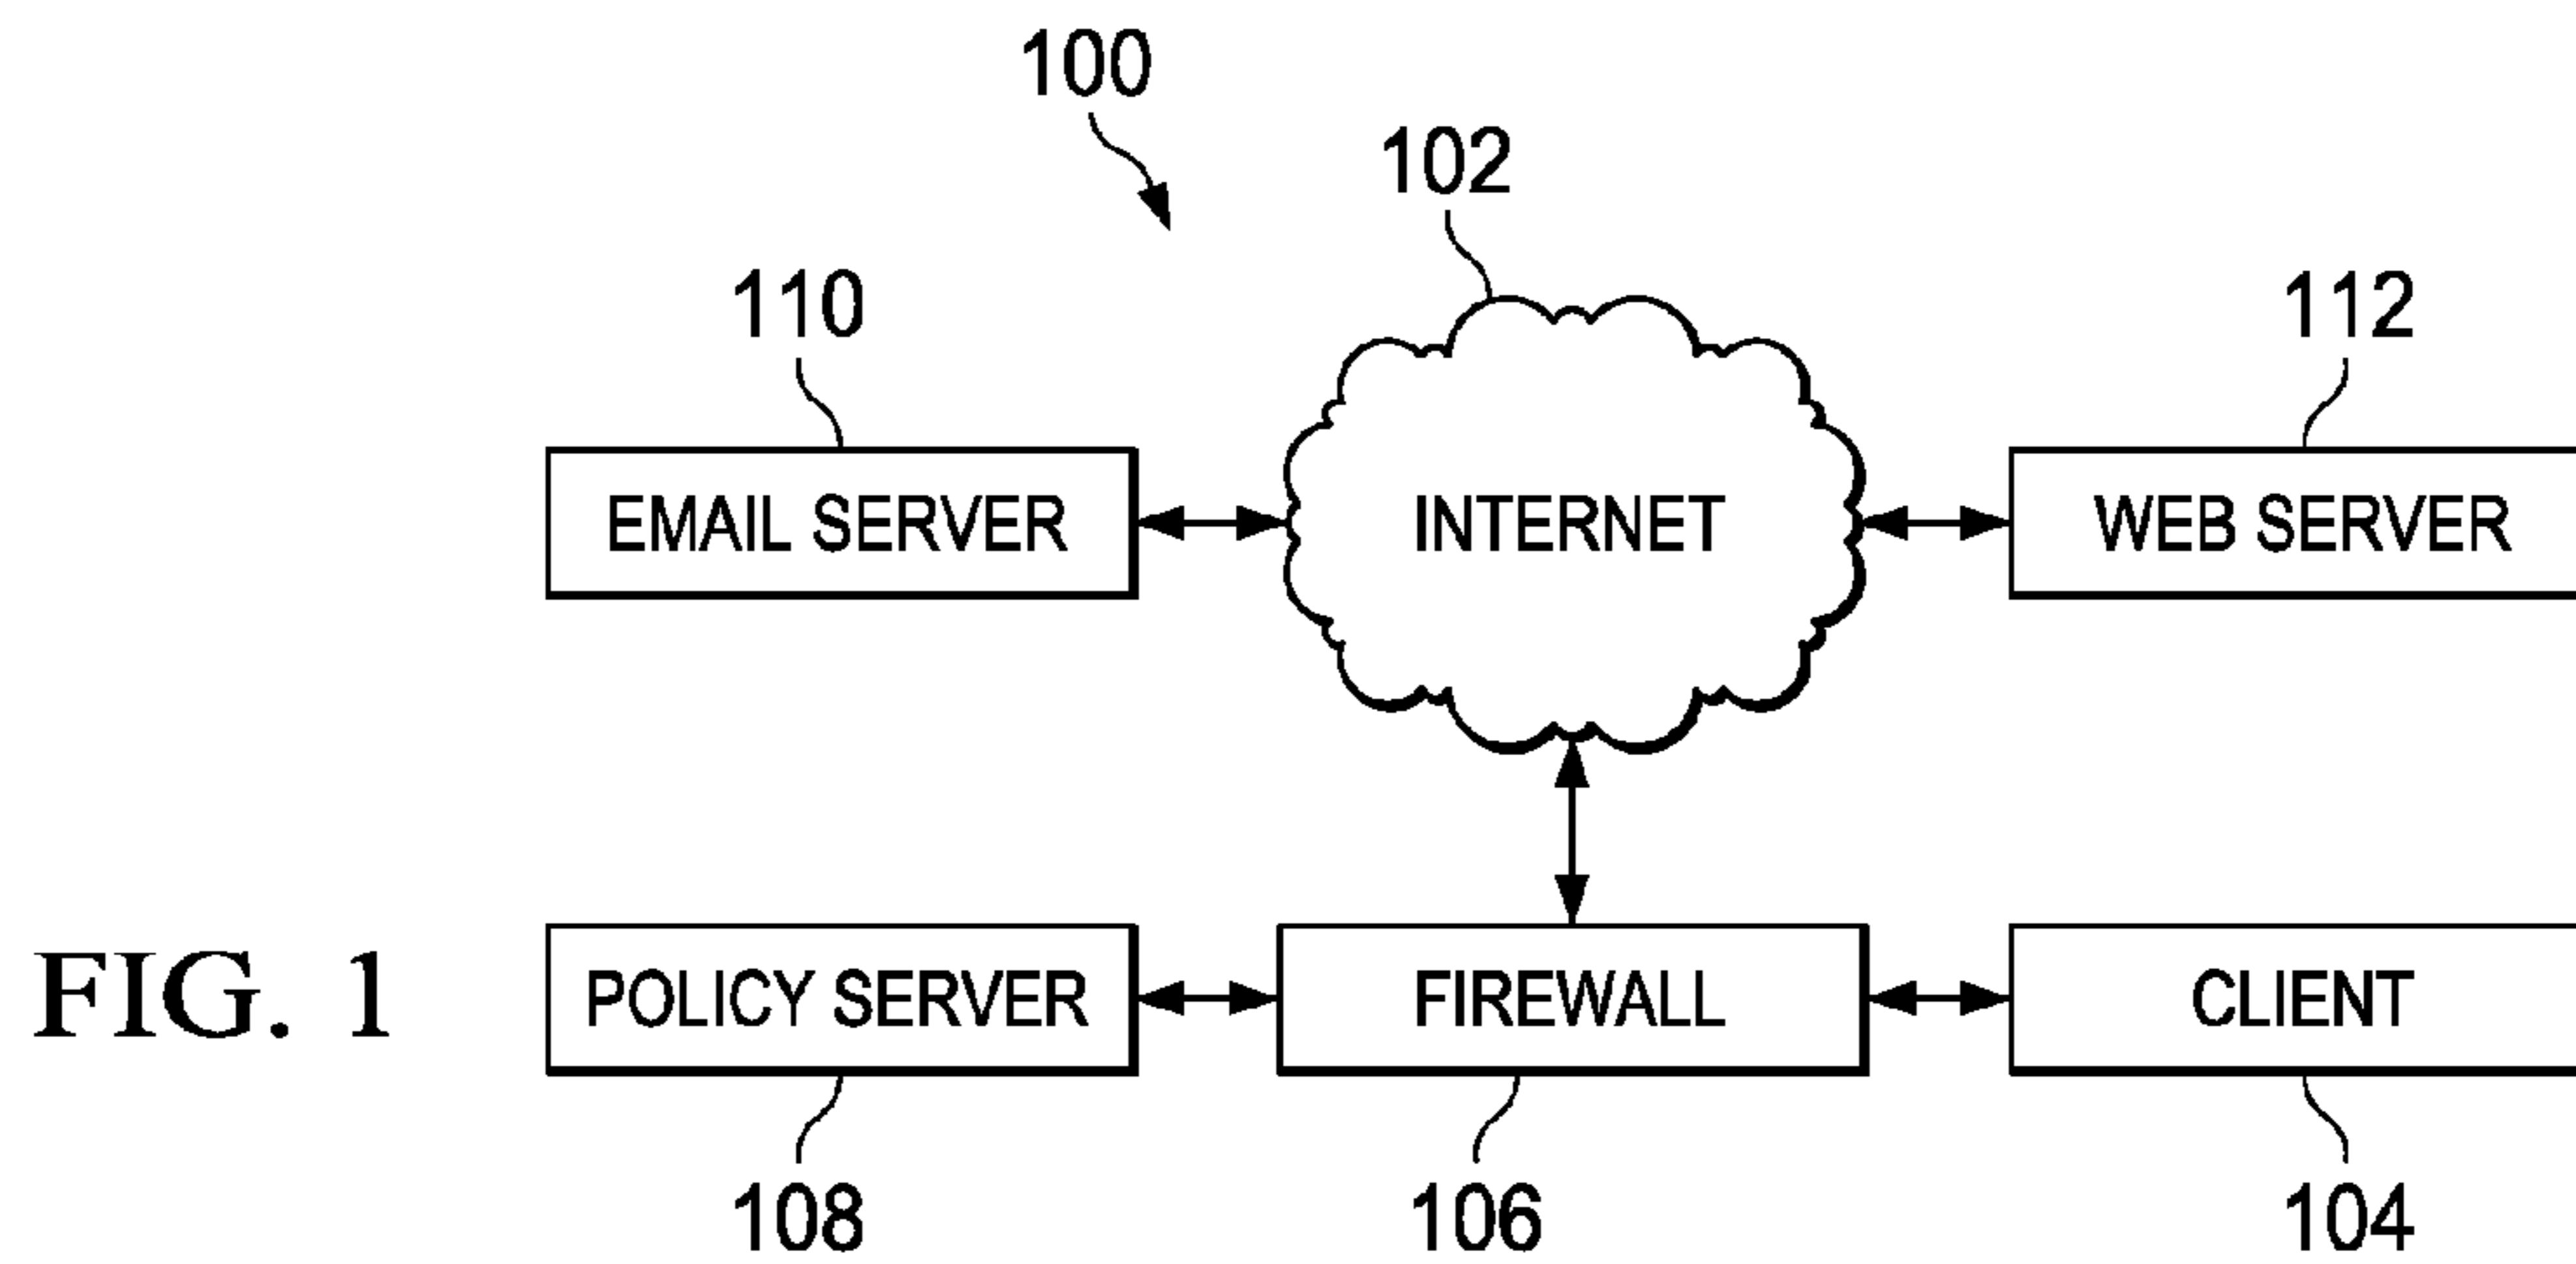 100
102
110
112
EMAIL SERVER
INTERNET
WEB SERVER
FIG. 1
POLICY SERVER
FIREWALL
CLIENT
108
106
104